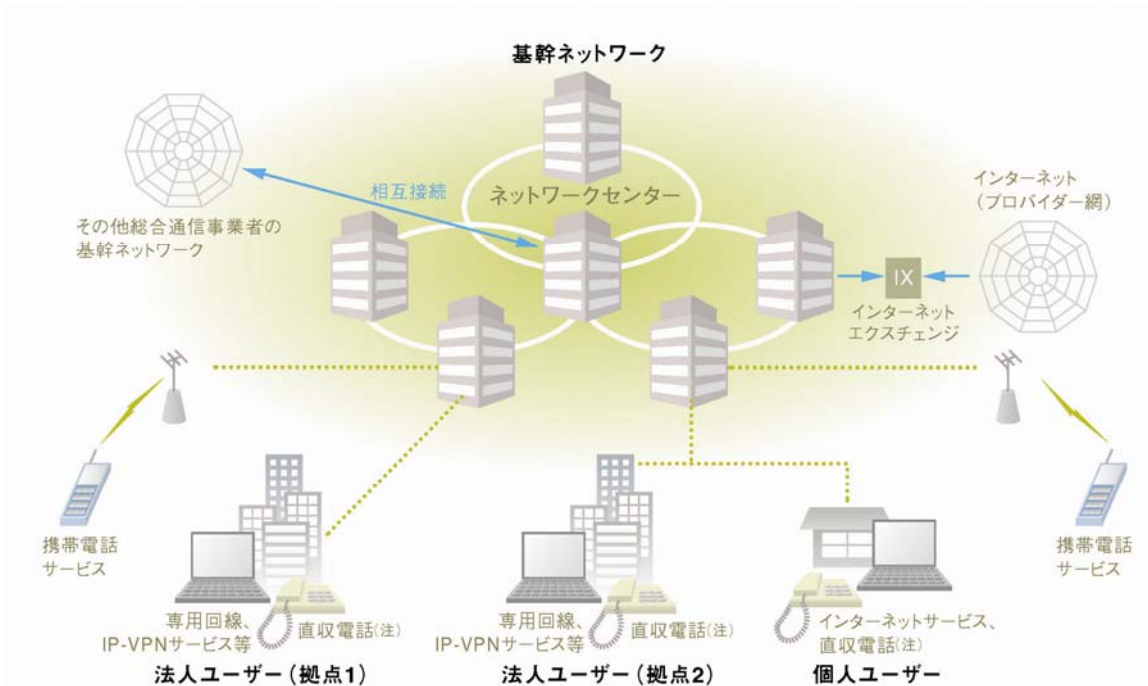 基幹ネットワーク
ネットワークセンター
相互接続
その他総合通信事業者の
基幹ネットワーク
インターネット
(プロバイダー網)
IX
インターネット
エクスチェンジ
携帯電話
サービス
専用回線、
IP-VPNサービス等
直収電話(注)
法人ユーザー(拠点1)
専用回線、
IP-VPNサービス等
直収電話(注)
法人ユーザー(拠点2)
インターネットサービス、
直収電話(注)
個人ユーザー
携帯電話
サービス